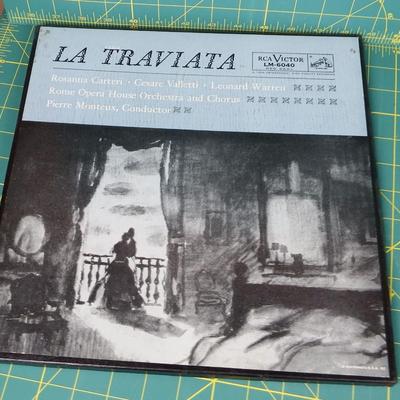 LA TRAVIATA
RCA VICTOR
LM-6040
Rosanna Carteri · Cesare Valletti · Leonard Warren
Rome Opera House Orchestra and Chorus
Pierre Monteux, Conductor